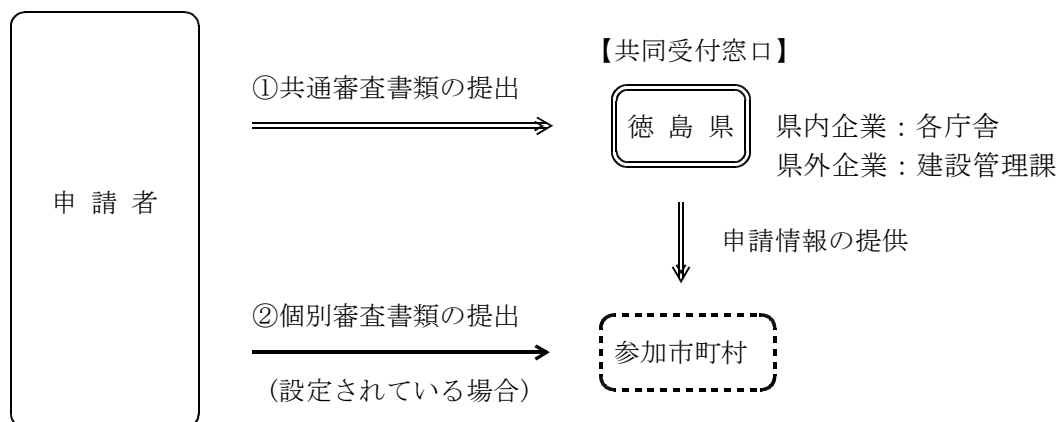 【共同受付窓口】
①共通審査書類の提出
徳 島 県
県内企業：各庁舎
県外企業：建設管理課
申 請 者
申請情報の提供
②個別審査書類の提出
参加市町村
（設定されている場合）